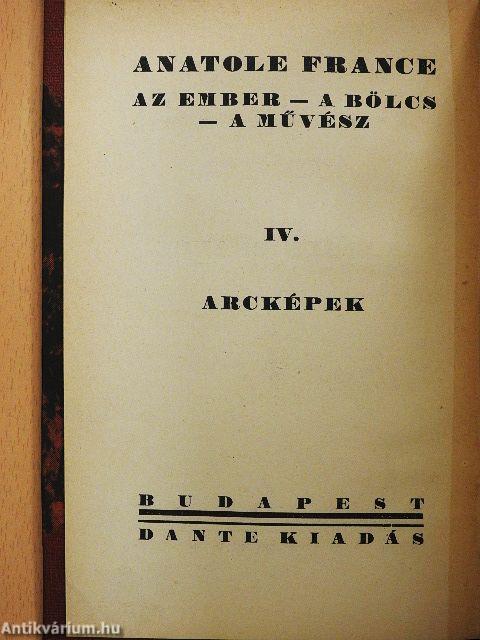 ANATOLE FRANCE
AZ EMBER — A BÖLCS
— A MŰVÉSZ
IV.
ARCKÉPEK
BUDAPEST
DANTE KIADÁS
Antikvárium.hu